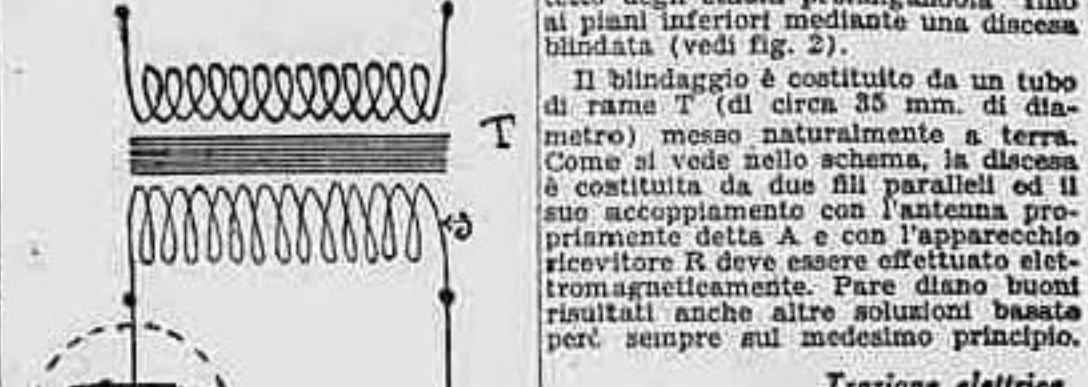 T
ai piani inferiori mediante una discesa
blindata (vedi fig. 2).
Il blindaggio è costituito da un tubo
di rame T (di circa 35 mm. di dia-
metro) messo naturalmente a terra.
Come si vede nello schema, la discesa
è costituita da due fili paralleli ed il
suo accoppiamento con l'antenna pro-
priamente detta A e con l'apparecchio
ricevitore R deve essere effettuato elet-
tromagneticamente. Pare diano buoni
risultati anche altre soluzioni basate
però sempre sul medesimo principio.
Trazione elettrica